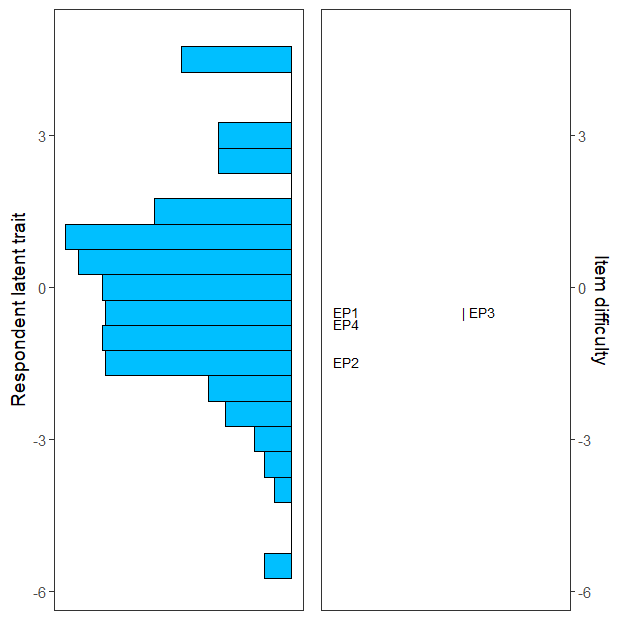 Respondent latent trait
3
0
-3
-6
EP1 | EP3
EP4
EP2
3
0
-3
-6
Item difficulty